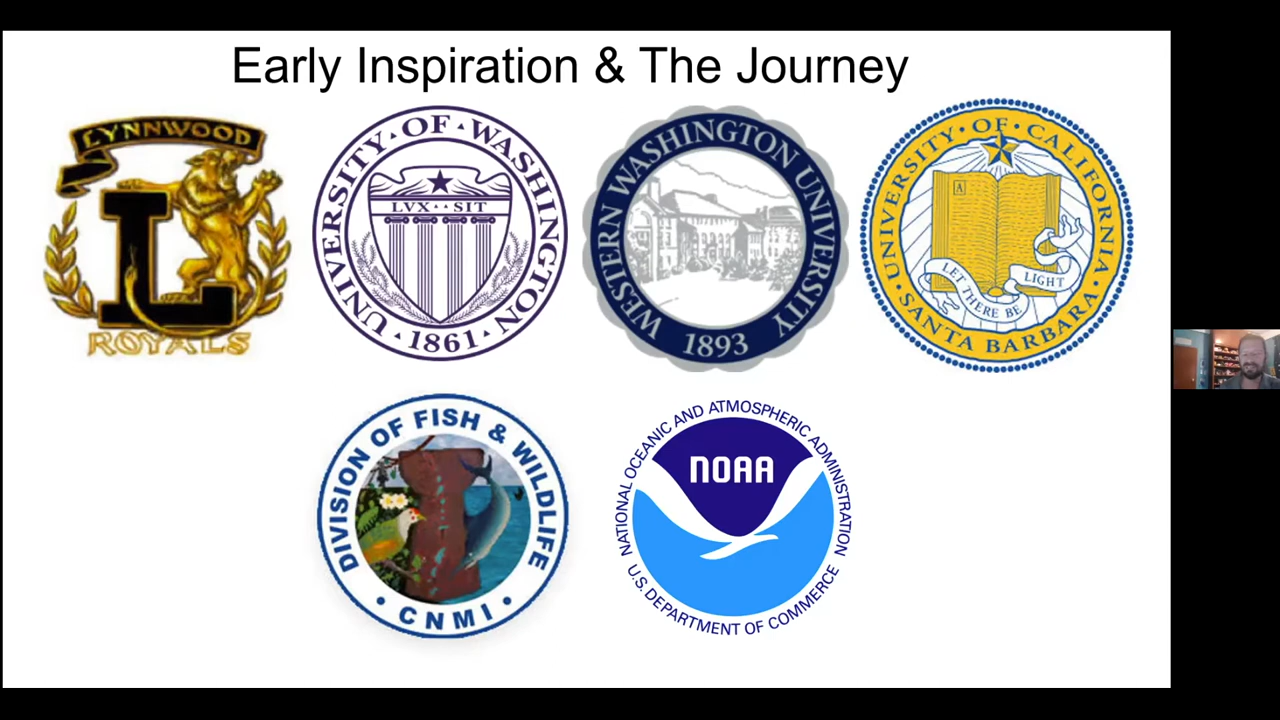 Early Inspiration & The Journey
LYNNWOOD
L
ROYALS
UNIVERSITY·OF·WASHINGTON
LVX··SIT
1861
WESTERN WASHINGTON UNIVERSITY
1893
UNIVERSITY·OF·CALIFORNIA
A
LET THERE BE
LIGHT
SANTA BARBARA
DIVISION OF FISH & WILDLIFE
• CNMI •
NATIONAL OCEANIC AND ATMOSPHERIC ADMINISTRATION
NOAA
U.S. DEPARTMENT OF COMMERCE